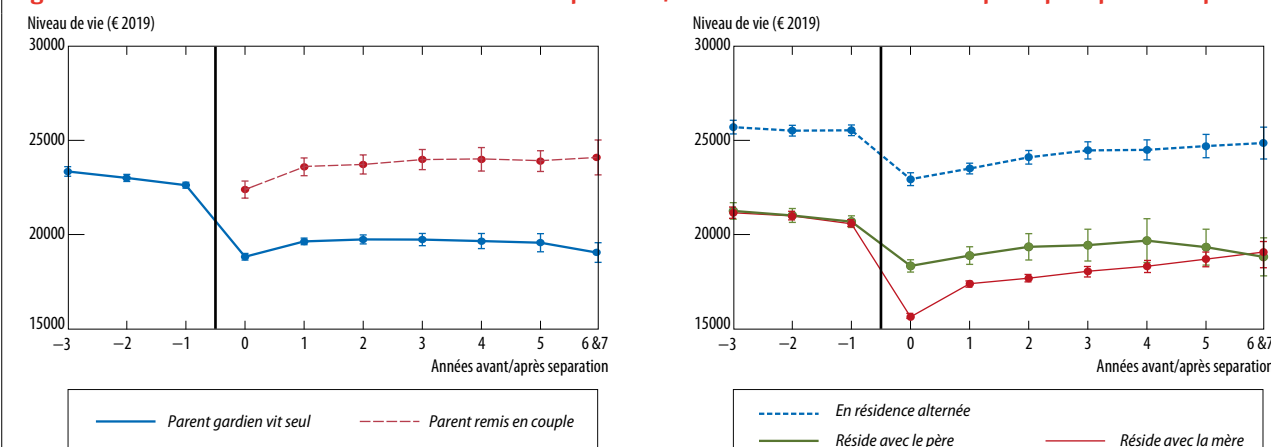 Niveau de vie (€ 2019)
30000
25000
20000
15000
−3 −2 −1 0 1 2 3 4 5 6 &7
Années avant/après separation
Parent gardien vit seul
Parent remis en couple
Niveau de vie (€ 2019)
30000
25000
20000
15000
−3 −2 −1 0 1 2 3 4 5 6 &7
Années avant/après separation
En résidence alternée
Réside avec le père
Réside avec la mère